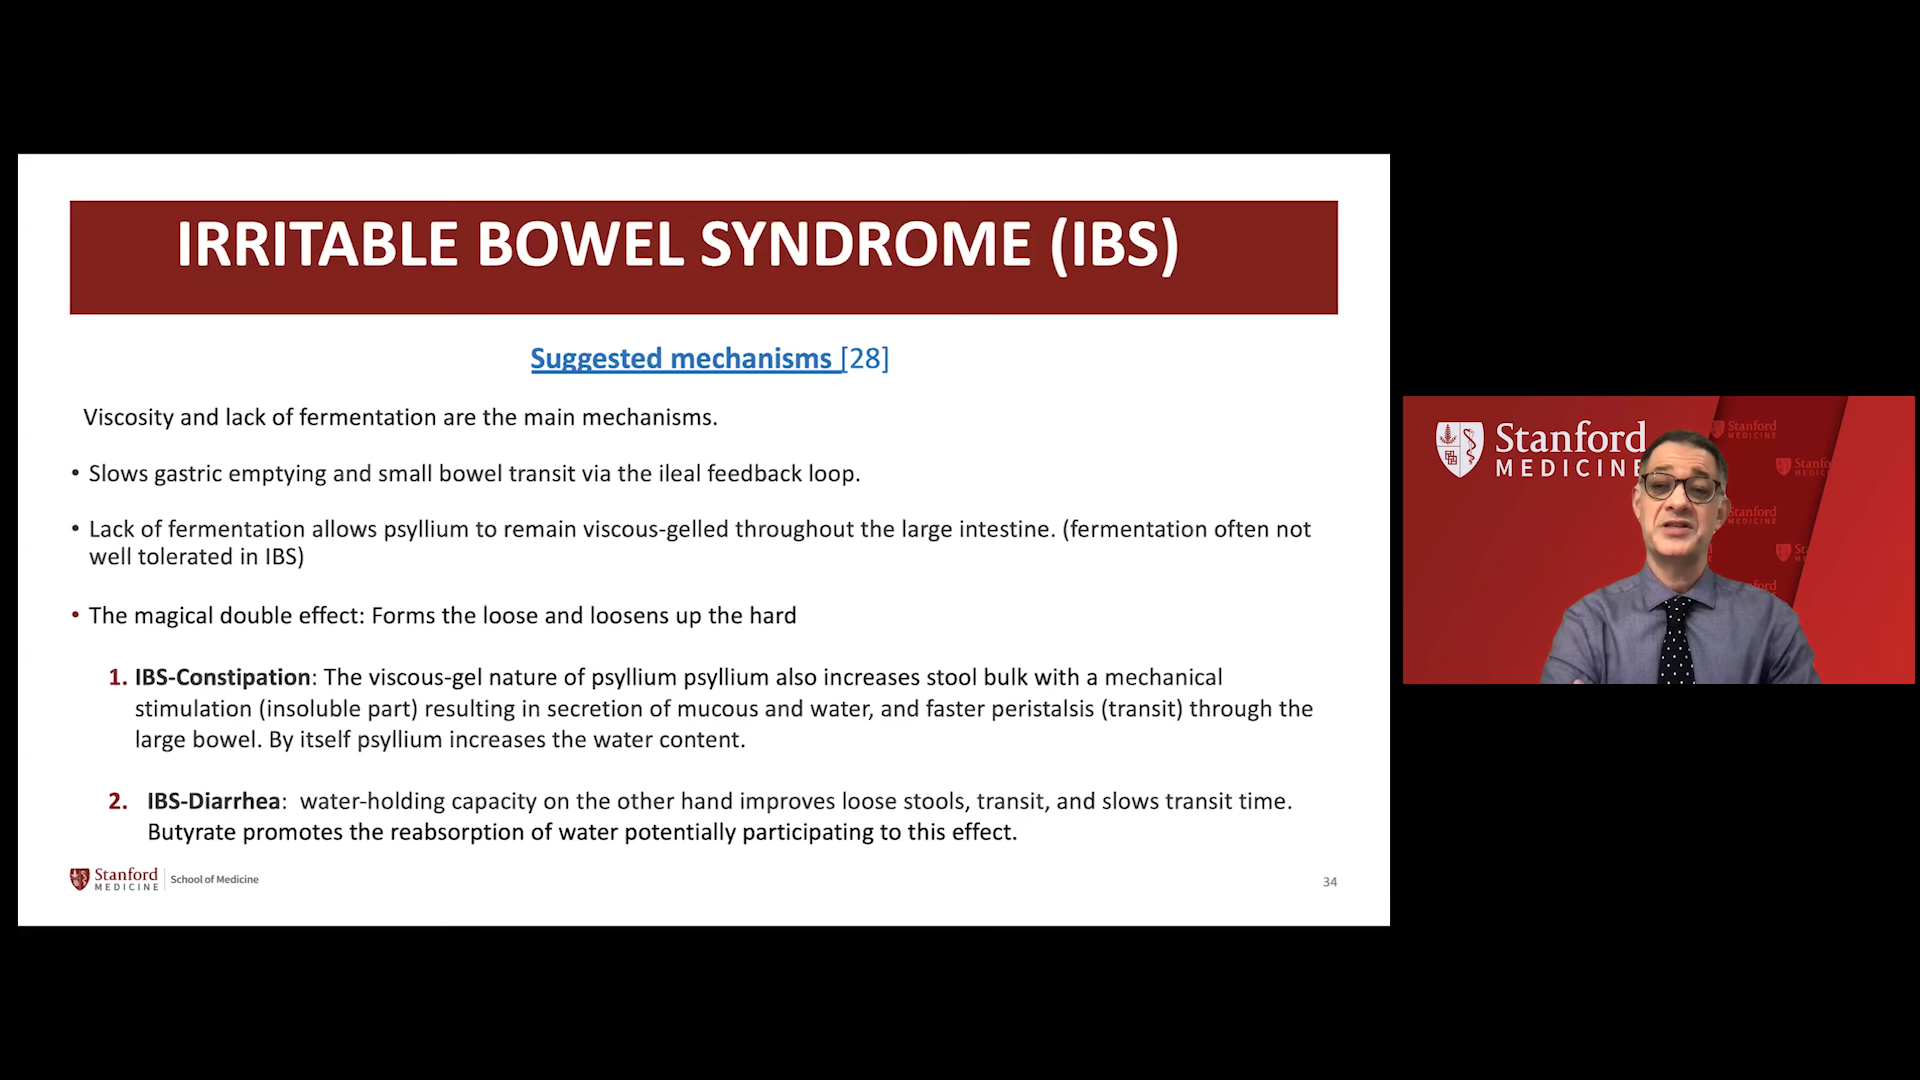 IRRITABLE BOWEL SYNDROME (IBS)
Suggested mechanisms [28]
Viscosity and lack of fermentation are the main mechanisms.
• Slows gastric emptying and small bowel transit via the ileal feedback loop.
• Lack of fermentation allows psyllium to remain viscous-gelled throughout the large intestine. (fermentation often not
well tolerated in IBS)
• The magical double effect: Forms the loose and loosens up the hard
1. IBS-Constipation: The viscous-gel nature of psyllium psyllium also increases stool bulk with a mechanical
stimulation (insoluble part) resulting in secretion of mucous and water, and faster peristalsis (transit) through the
large bowel. By itself psyllium increases the water content.
2. IBS-Diarrhea: water-holding capacity on the other hand improves loose stools, transit, and slows transit time.
Butyrate promotes the reabsorption of water potentially participating to this effect.
Stanford
MEDICINE
School of Medicine
34
Stanford
MEDICINE
Stanford
MEDICINE
Stanford
MEDICINE